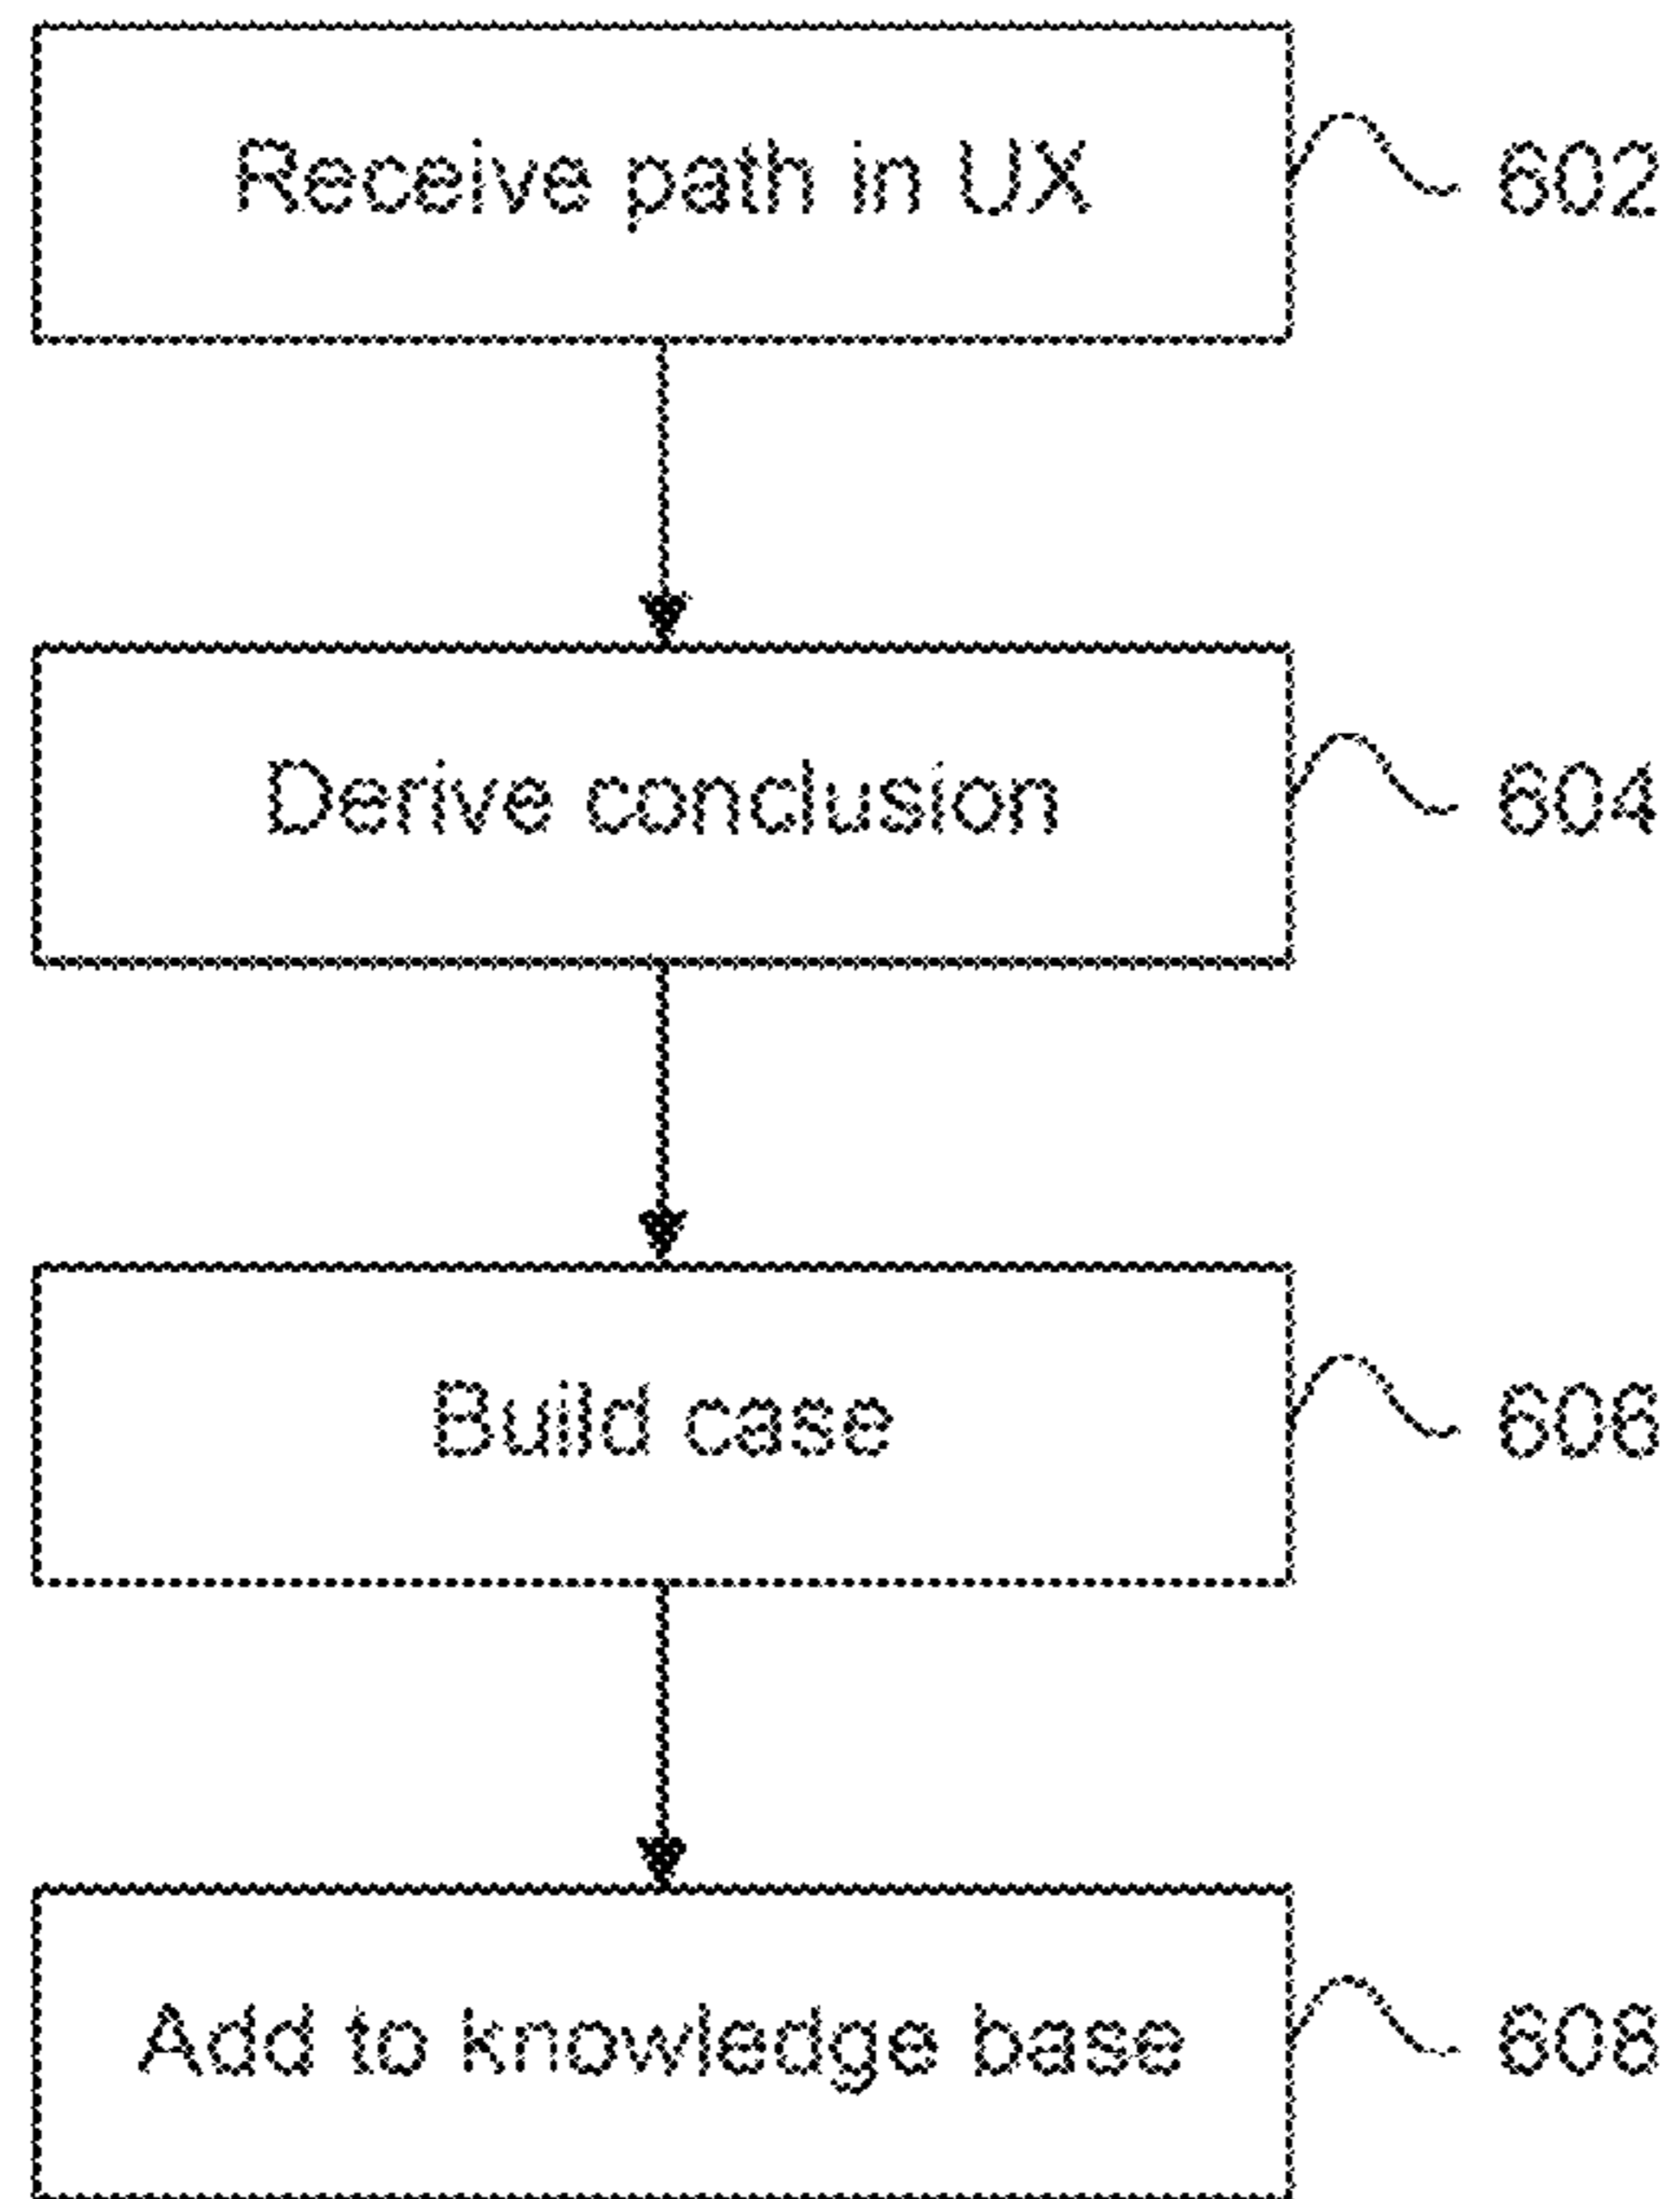 Receive path in UX 602
Derive conclusion 604
Build case 606
Add to knowledge base 608